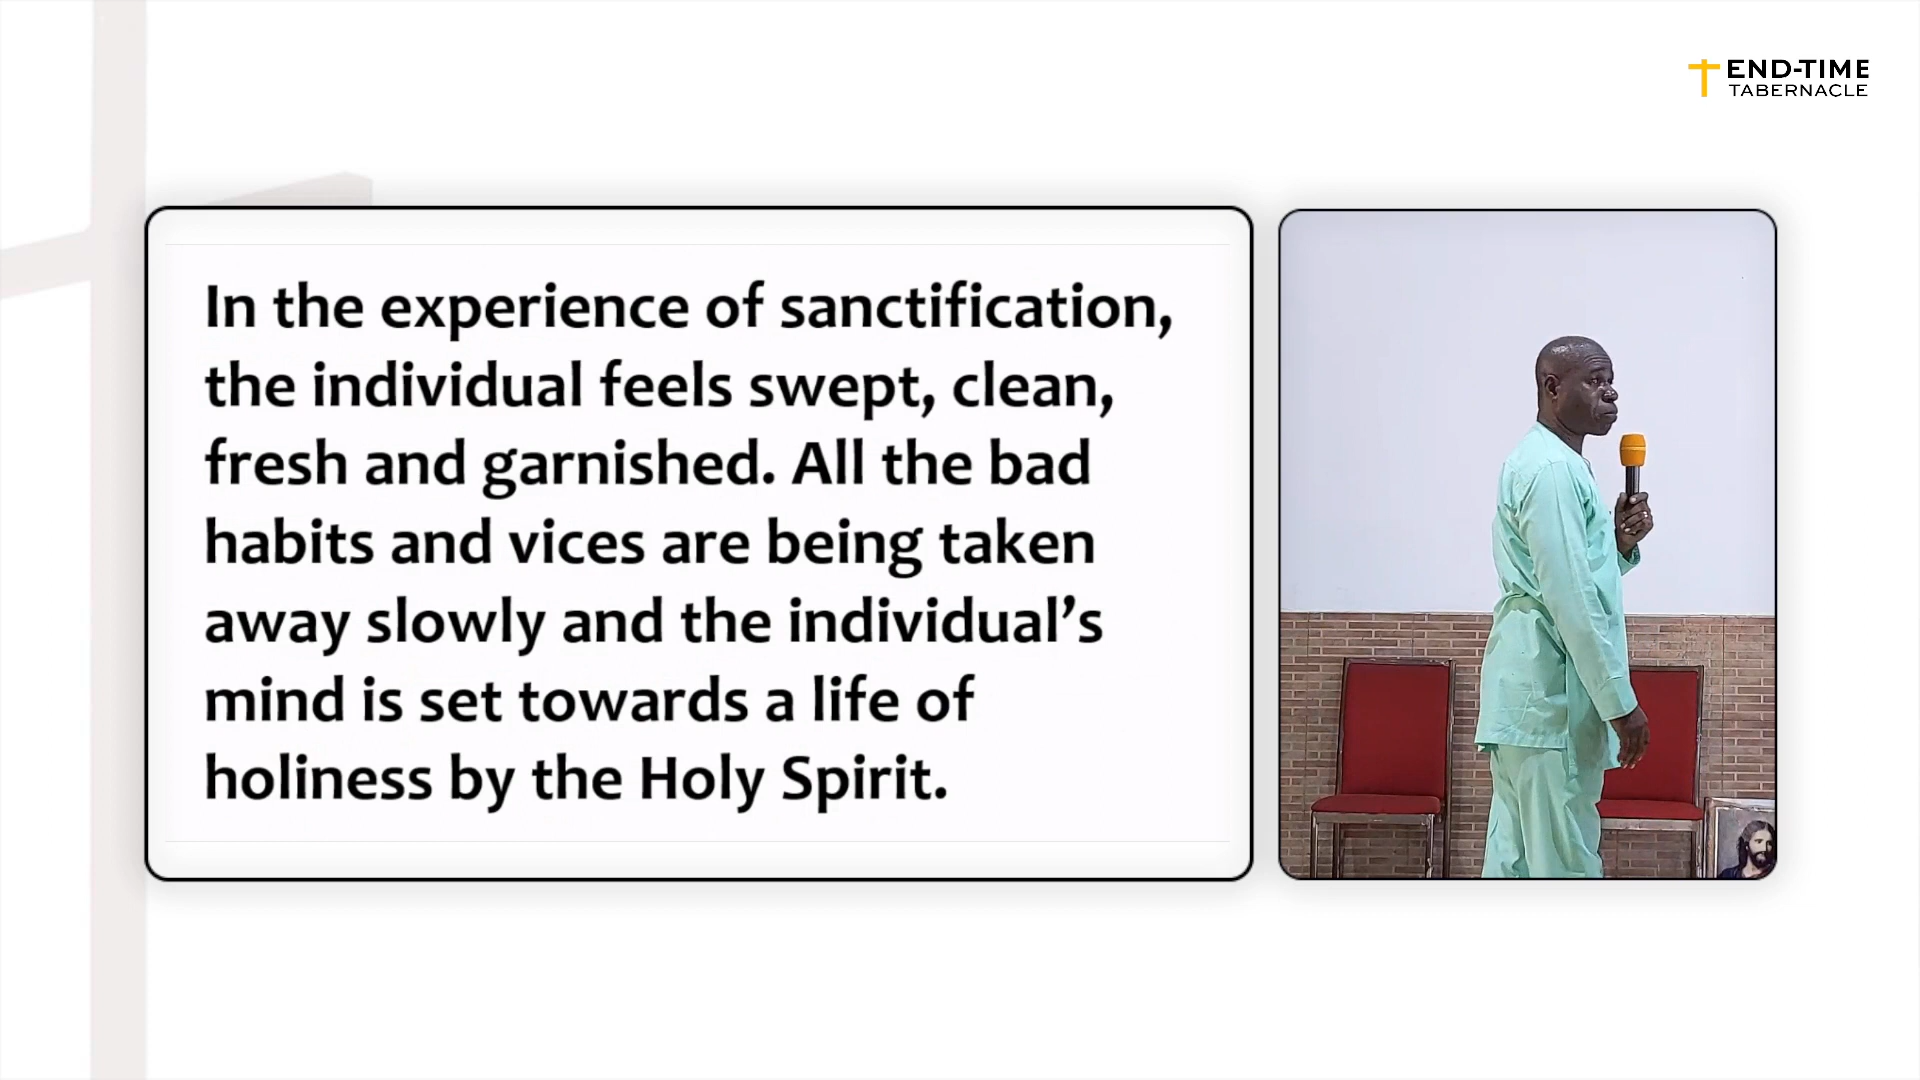 END-TIME
TABERNACLE
In the experience of sanctification,
the individual feels swept, clean,
fresh and garnished. All the bad
habits and vices are being taken
away slowly and the individual’s
mind is set towards a life of
holiness by the Holy Spirit.